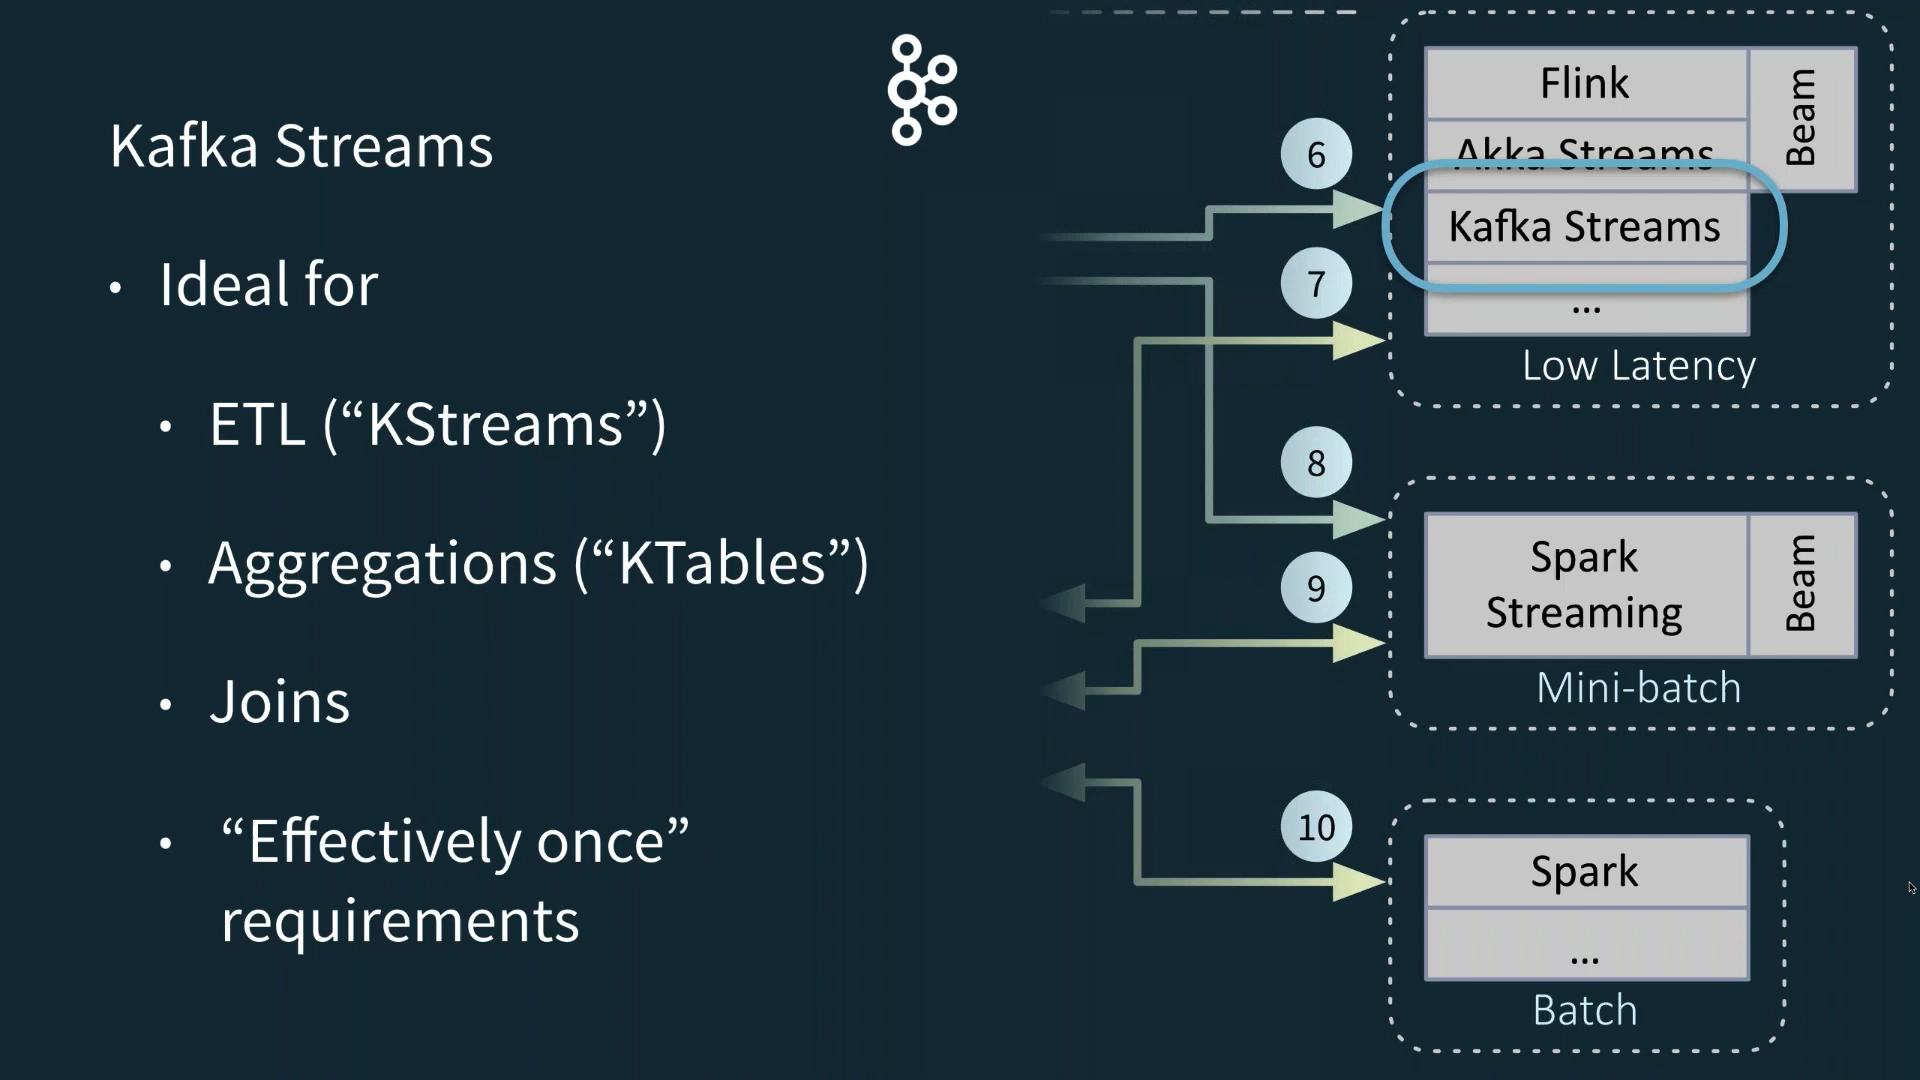 Kafka Streams
• Ideal for
• ETL (“KStreams”)
• Aggregations (“KTables”)
• Joins
• “Effectively once”
requirements
6
7
8
9
10
Flink
Akka Streams
Kafka Streams
...
Beam
Low Latency
Spark
Streaming
Beam
Mini-batch
Spark
...
Batch